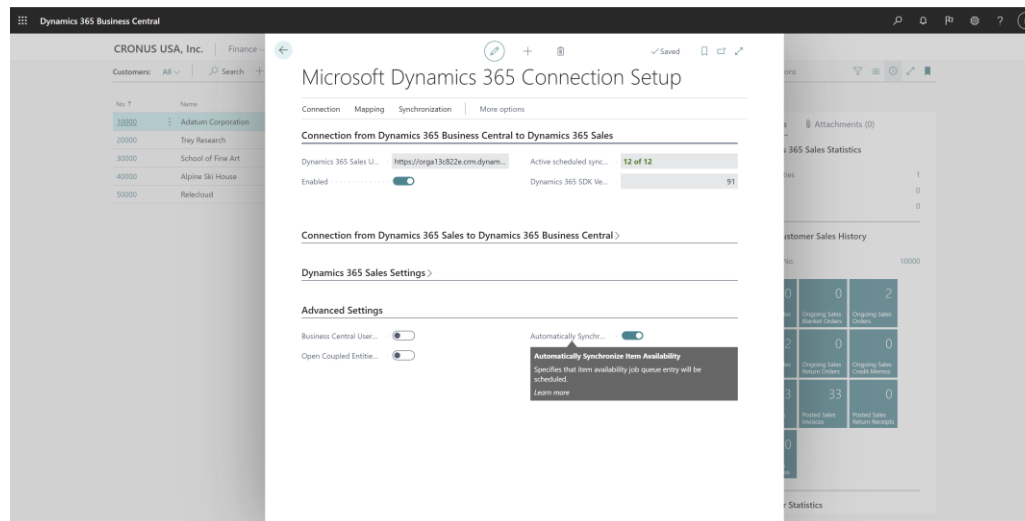 Dynamics 365 Business Central
CRONUS USA, Inc. Finance
Customers: All Search
No. ↑ Name
10000 Adatum Corporation
20000 Trey Research
30000 School of Fine Art
40000 Alpine Ski House
50000 Relecloud
Saved
Microsoft Dynamics 365 Connection Setup
Connection Mapping Synchronization More options
Connection from Dynamics 365 Business Central to Dynamics 365 Sales
Dynamics 365 Sales U... https://orga13c822e.crm.dynam... Active scheduled sync... 12 of 12
Enabled Dynamics 365 SDK Ve... 91
Connection from Dynamics 365 Sales to Dynamics 365 Business Central
Dynamics 365 Sales Settings
Advanced Settings
Business Central User... Automatically Synchr...
Open Coupled Entitie...
Automatically Synchronize Item Availability
Specifies that item availability job queue entry will be
scheduled.
Learn more
Attachments (0)
365 Sales Statistics
1
0
0
Customer Sales History
No. 10000
0 0 2
Ongoing Sales Blanket Orders
Ongoing Sales Orders
2 0 0
Ongoing Sales Return Orders
Ongoing Sales Credit Memos
3 33 0
Posted Sales Invoices
Posted Sales Return Receipts
0
Statistics